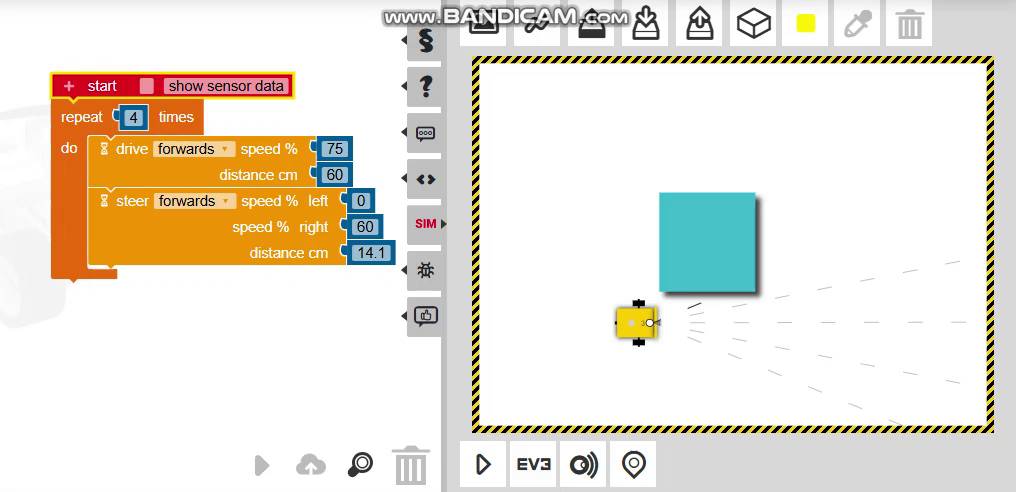 www.BANDICAM.com
+ start show sensor data
repeat 4 times
do
drive forwards speed % 75
distance cm 60
steer forwards speed % left 0
speed % right 60
distance cm 14.1
§
?
SIM
EV3